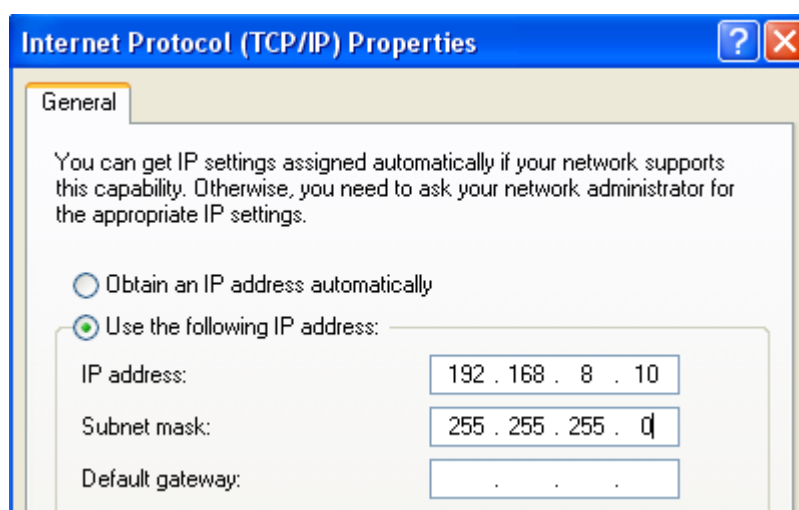 Internet Protocol (TCP/IP) Properties
General
You can get IP settings assigned automatically if your network supports
this capability. Otherwise, you need to ask your network administrator for
the appropriate IP settings.
Obtain an IP address automatically
Use the following IP address:
IP address: 192 . 168 . 8 . 10
Subnet mask: 255 . 255 . 255 . 0
Default gateway: . . .